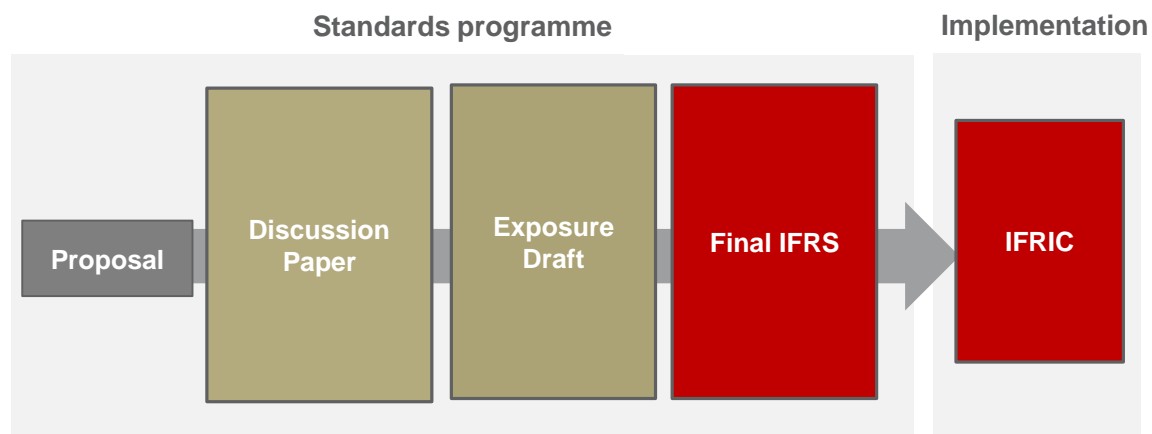 Standards programme
Implementation
Proposal
Discussion
Paper
Exposure
Draft
Final IFRS
IFRIC